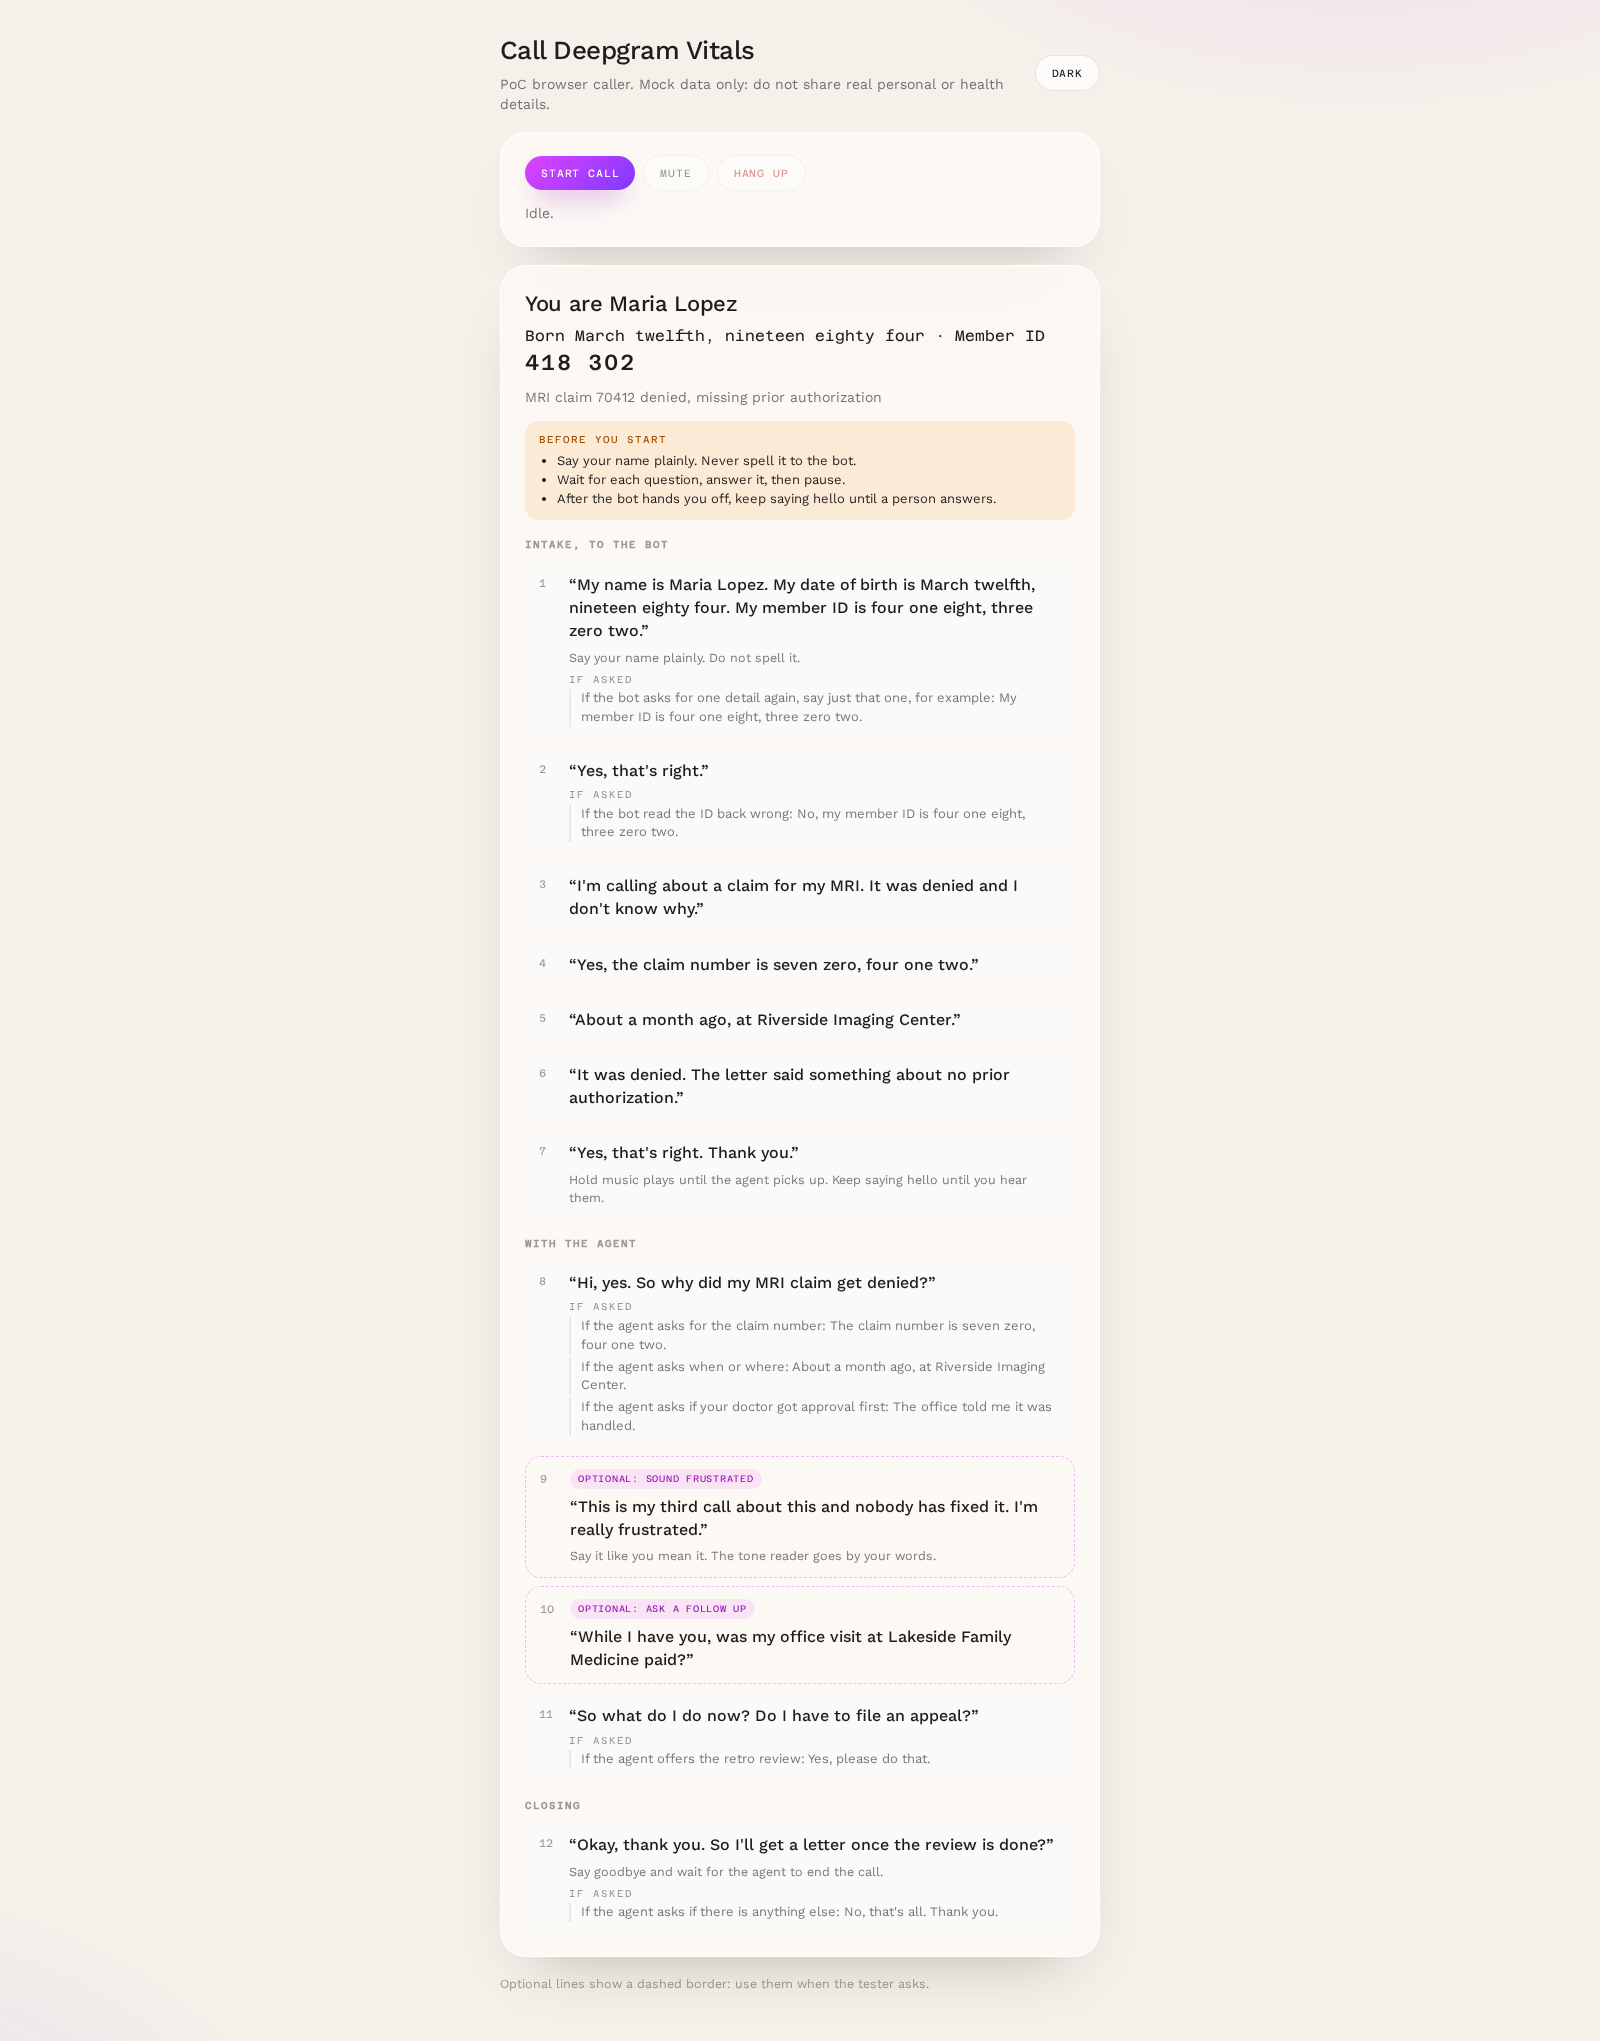 Call Deepgram Vitals
PoC browser caller. Mock data only: do not share real personal or health
details.
DARK
START CALL
MUTE
HANG UP
Idle.
You are Maria Lopez
Born March twelfth, nineteen eighty four · Member ID
418 302
MRI claim 70412 denied, missing prior authorization
BEFORE YOU START
• Say your name plainly. Never spell it to the bot.
• Wait for each question, answer it, then pause.
• After the bot hands you off, keep saying hello until a person answers.
INTAKE, TO THE BOT
1 “My name is Maria Lopez. My date of birth is March twelfth,
nineteen eighty four. My member ID is four one eight, three
zero two.”
Say your name plainly. Do not spell it.
IF ASKED
If the bot asks for one detail again, say just that one, for example: My
member ID is four one eight, three zero two.
2 “Yes, that's right.”
IF ASKED
If the bot read the ID back wrong: No, my member ID is four one eight,
three zero two.
3 “I'm calling about a claim for my MRI. It was denied and I
don't know why.”
4 “Yes, the claim number is seven zero, four one two.”
5 “About a month ago, at Riverside Imaging Center.”
6 “It was denied. The letter said something about no prior
authorization.”
7 “Yes, that's right. Thank you.”
Hold music plays until the agent picks up. Keep saying hello until you hear
them.
WITH THE AGENT
8 “Hi, yes. So why did my MRI claim get denied?”
IF ASKED
If the agent asks for the claim number: The claim number is seven zero,
four one two.
If the agent asks when or where: About a month ago, at Riverside Imaging
Center.
If the agent asks if your doctor got approval first: The office told me it was
handled.
9 OPTIONAL: SOUND FRUSTRATED
“This is my third call about this and nobody has fixed it. I'm
really frustrated.”
Say it like you mean it. The tone reader goes by your words.
10 OPTIONAL: ASK A FOLLOW UP
“While I have you, was my office visit at Lakeside Family
Medicine paid?”
11 “So what do I do now? Do I have to file an appeal?”
IF ASKED
If the agent offers the retro review: Yes, please do that.
CLOSING
12 “Okay, thank you. So I'll get a letter once the review is done?”
Say goodbye and wait for the agent to end the call.
IF ASKED
If the agent asks if there is anything else: No, that's all. Thank you.
Optional lines show a dashed border: use them when the tester asks.